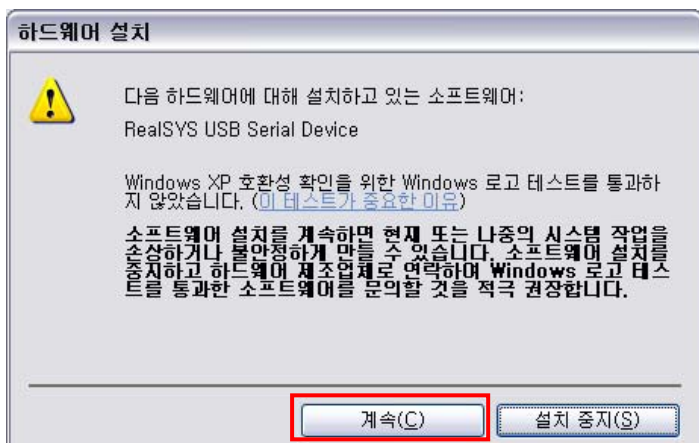 하드웨어 설치
다음 하드웨어에 대해 설치하고 있는 소프트웨어:
RealSYS USB Serial Device
Windows XP 호환성 확인을 위한 Windows 로고 테스트를 통과하
지 않았습니다. (이 테스트가 중요한 이유)
소프트웨어 설치를 계속하면 현재 또는 나중의 시스템 작업을
손상하거나 불안정하게 만들 수 있습니다. 소프트웨어 설치를
중지하고 하드웨어 제조업체로 연락하여 Windows 로고 테스
트를 통과한 소프트웨어를 문의할 것을 적극 권장합니다.
계속(C) 설치 중지(S)